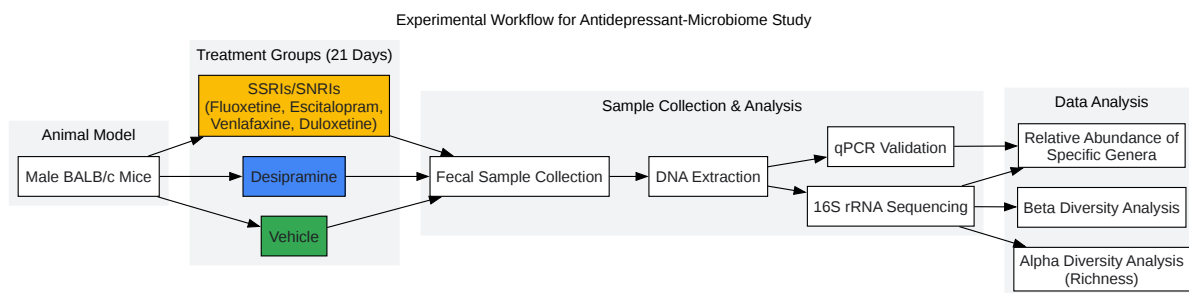 Experimental Workflow for Antidepressant-Microbiome Study
Animal Model
Male BALB/c Mice
Treatment Groups (21 Days)
SSRIs/SNRIs
(Fluoxetine, Escitalopram,
Venlafaxine, Duloxetine)
Desipramine
Vehicle
Sample Collection & Analysis
Fecal Sample Collection
DNA Extraction
qPCR Validation
16S rRNA Sequencing
Data Analysis
Relative Abundance of
Specific Genera
Beta Diversity Analysis
Alpha Diversity Analysis
(Richness)